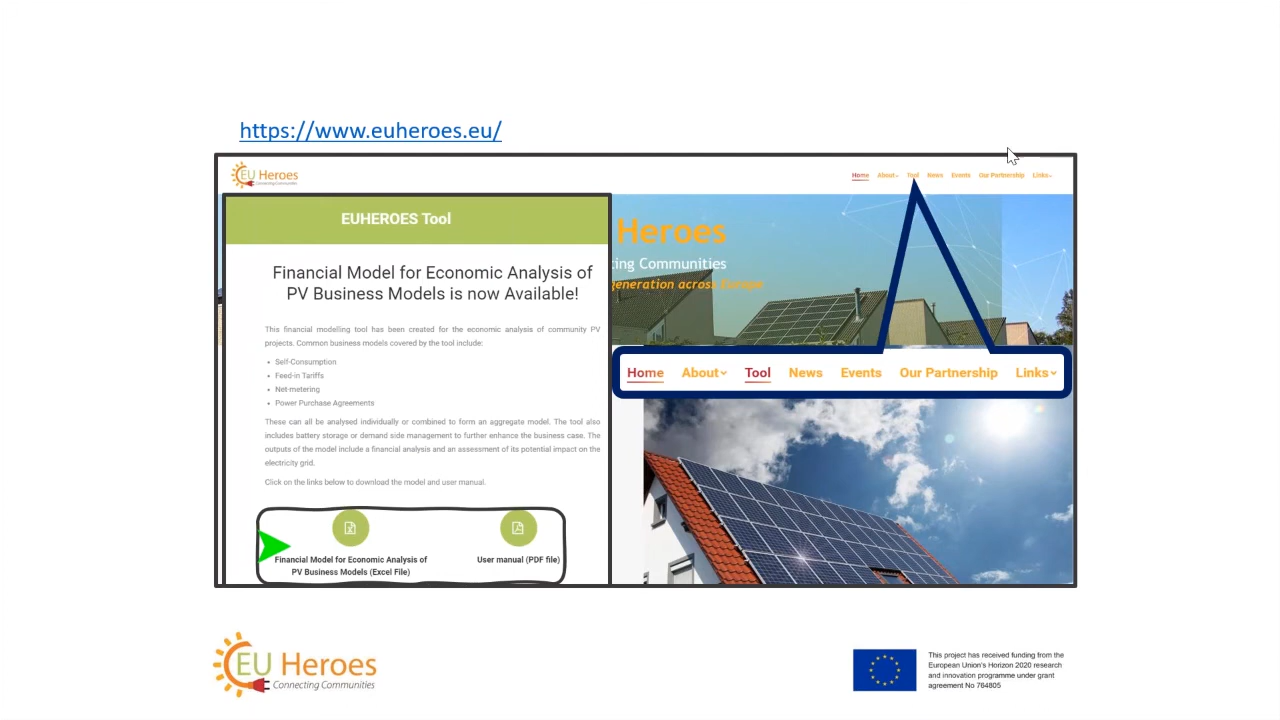 https://www.euheroes.eu/
EU Heroes
Connecting Communities
Home About Tool News Events Our Partnership Links
EUHEROES Tool
Financial Model for Economic Analysis of
PV Business Models is now Available!
This financial modelling tool has been created for the economic analysis of community PV
projects. Common business models covered by the tool include:
• Self-Consumption
• Feed-in Tariffs
• Net-metering
• Power Purchase Agreements
These can all be analysed individually or combined to form an aggregate model. The tool also
includes battery storage or demand side management to further enhance the business case. The
outputs of the model include a financial analysis and an assessment of its potential impact on the
electricity grid.
Click on the links below to download the model and user manual.
Financial Model for Economic Analysis of
PV Business Models (Excel File)
User manual (PDF file)
Heroes
ting Communities
generation across Europe
Home About Tool News Events Our Partnership Links
EU Heroes
Connecting Communities
This project has received funding from the
European Union's Horizon 2020 research
and innovation programme under grant
agreement No 764805